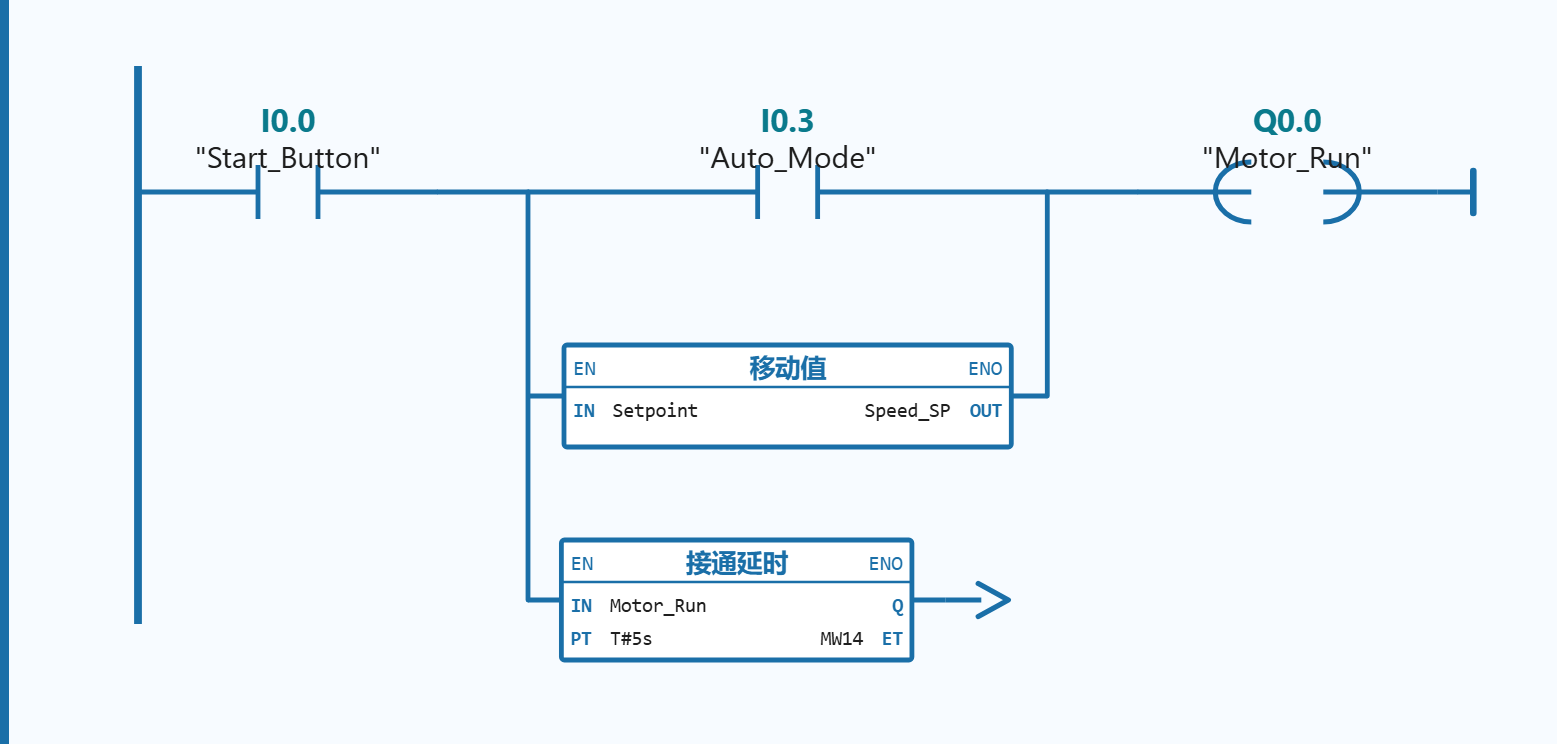 I0.0
"Start_Button"
I0.3
"Auto_Mode"
Q0.0
"Motor_Run"
EN 移动值 ENO
IN Setpoint Speed_SP OUT
EN 接通延时 ENO
IN Motor_Run Q
PT T#5s MW14 ET